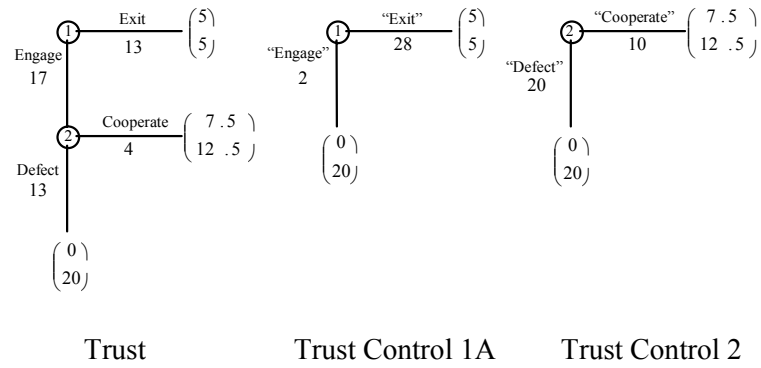 1
Exit
13
5
5
Engage
17
2
Cooperate
4
7 .5
12 .5
Defect
13
0
20
Trust
1
“Exit”
28
5
5
“Engage”
2
0
20
Trust Control 1A
2
“Cooperate”
10
7 .5
12 .5
“Defect”
20
0
20
Trust Control 2